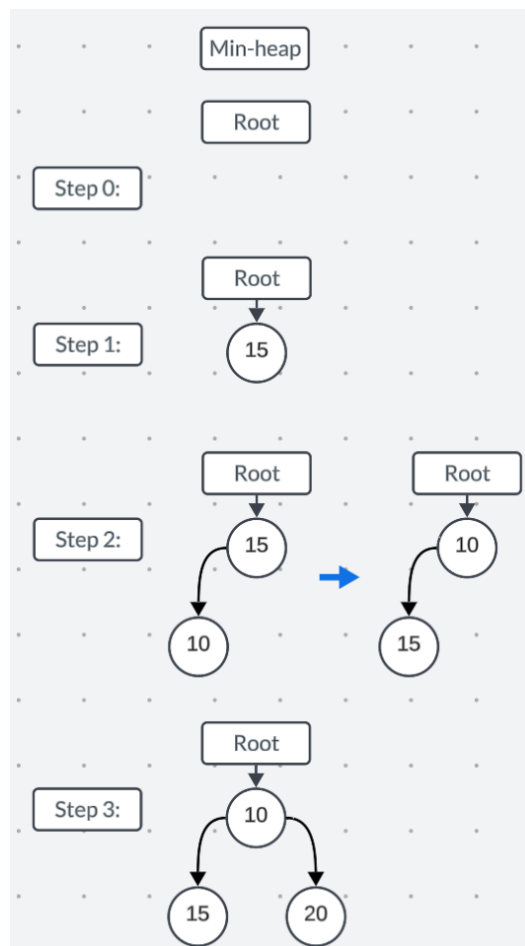 Min-heap
Root
Step 0:
Root
Step 1:
15
Root
Root
Step 2:
15
10
10
15
Root
Step 3:
10
15
20